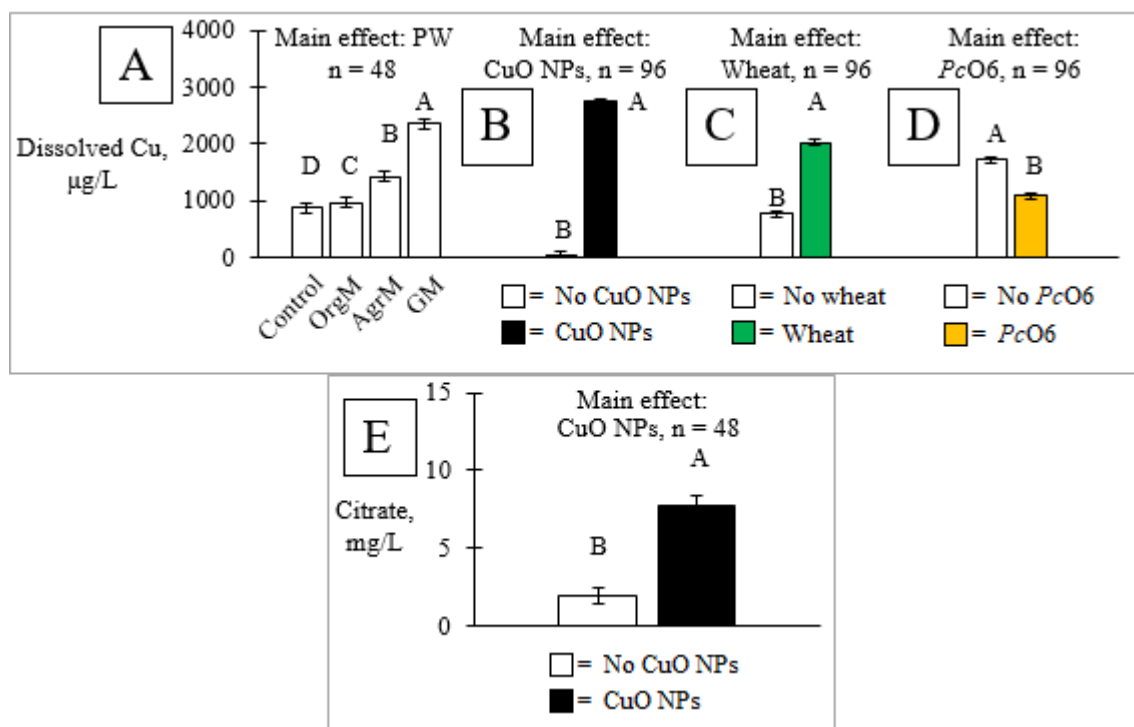 A
Dissolved Cu,
µg/L
4000
3000
2000
1000
0
Main effect: PW
n = 48
D
C
B
A
Control
OrgM
AgrM
GM
B
Main effect:
CuO NPs, n = 96
B
A
= No CuO NPs
= CuO NPs
C
Main effect:
Wheat, n = 96
B
A
= No wheat
= Wheat
D
Main effect:
PcO6, n = 96
A
B
= No PcO6
= PcO6
E
Citrate,
mg/L
15
10
5
0
Main effect:
CuO NPs, n = 48
B
A
= No CuO NPs
= CuO NPs